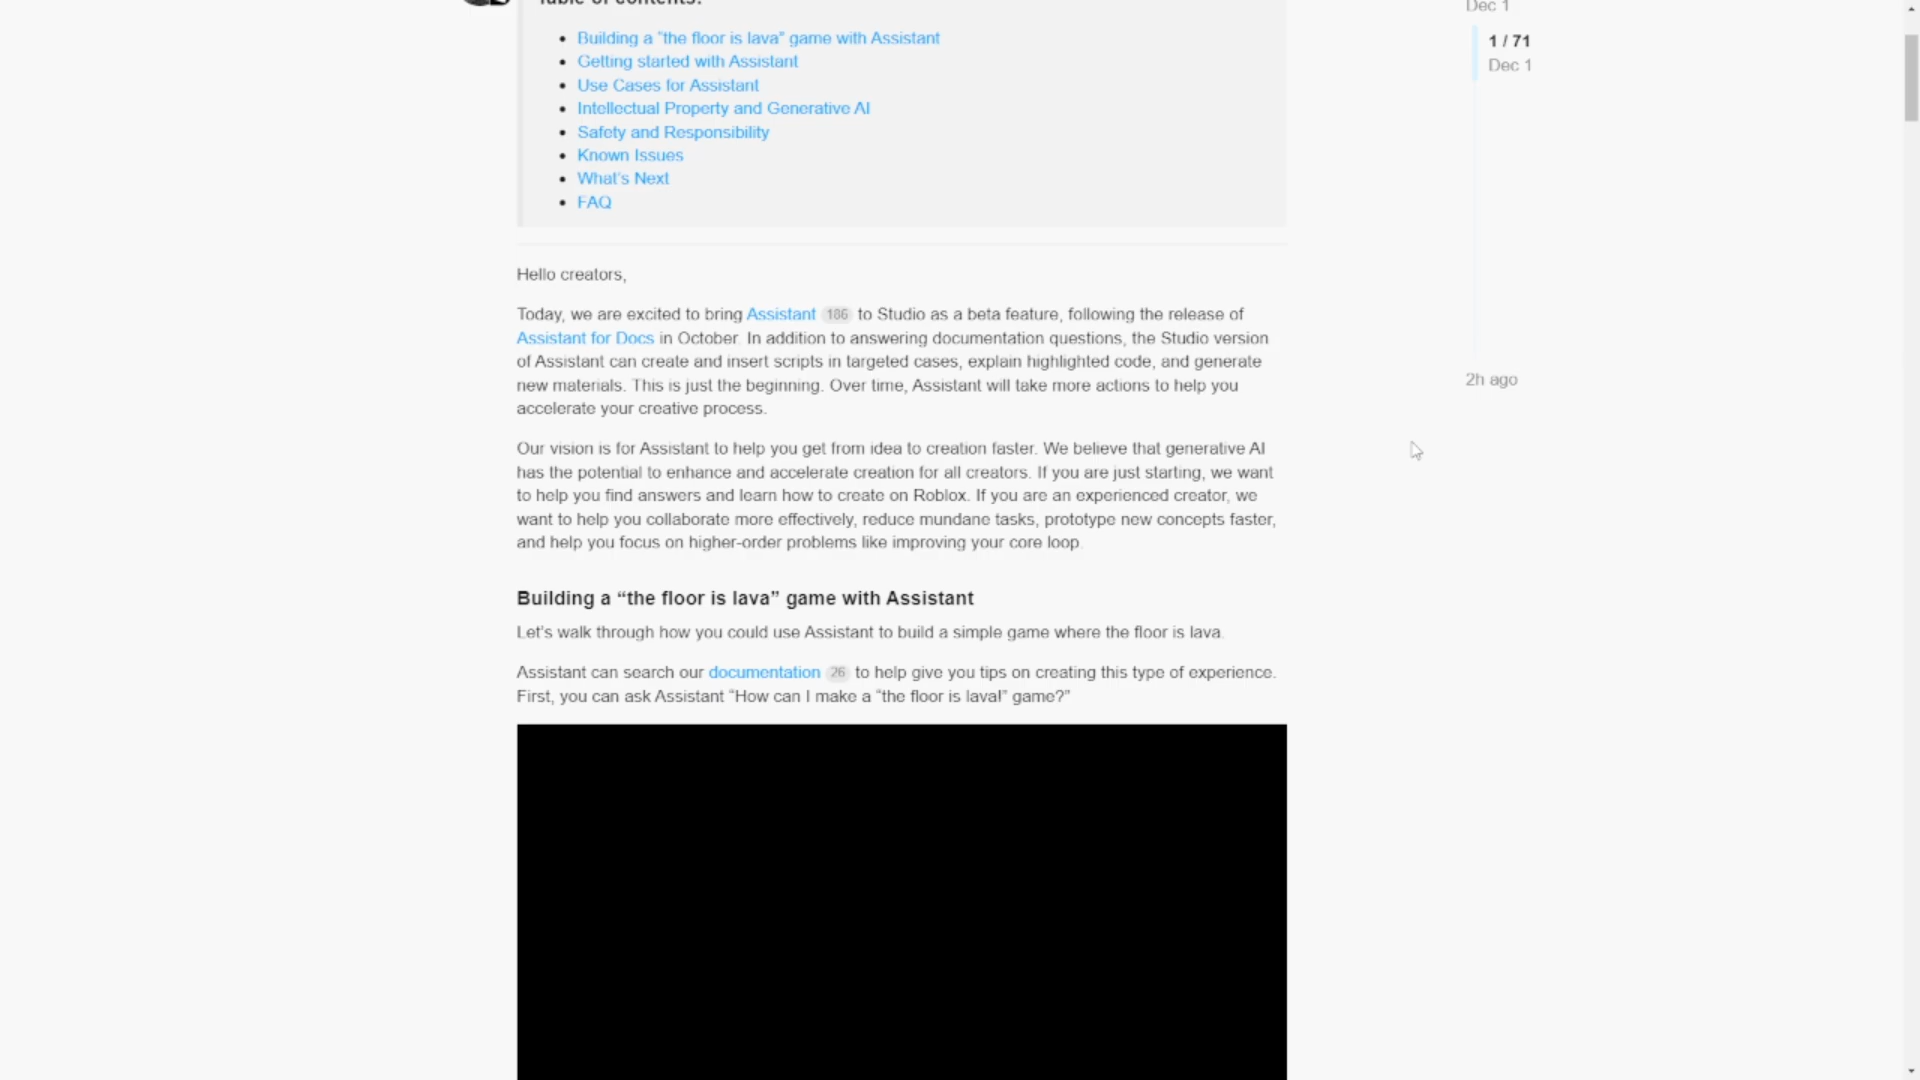 Table of contents:
Building a “the floor is lava” game with Assistant
Getting started with Assistant
Use Cases for Assistant
Intellectual Property and Generative AI
Safety and Responsibility
Known Issues
What’s Next
FAQ
Hello creators,
Today, we are excited to bring Assistant 186 to Studio as a beta feature, following the release of
Assistant for Docs in October. In addition to answering documentation questions, the Studio version
of Assistant can create and insert scripts in targeted cases, explain highlighted code, and generate
new materials. This is just the beginning. Over time, Assistant will take more actions to help you
accelerate your creative process.
Our vision is for Assistant to help you get from idea to creation faster. We believe that generative AI
has the potential to enhance and accelerate creation for all creators. If you are just starting, we want
to help you find answers and learn how to create on Roblox. If you are an experienced creator, we
want to help you collaborate more effectively, reduce mundane tasks, prototype new concepts faster,
and help you focus on higher-order problems like improving your core loop.
Building a “the floor is lava” game with Assistant
Let’s walk through how you could use Assistant to build a simple game where the floor is lava.
Assistant can search our documentation 26 to help give you tips on creating this type of experience.
First, you can ask Assistant “How can I make a “the floor is lava!” game?”
Dec 1
1 / 71
Dec 1
2h ago